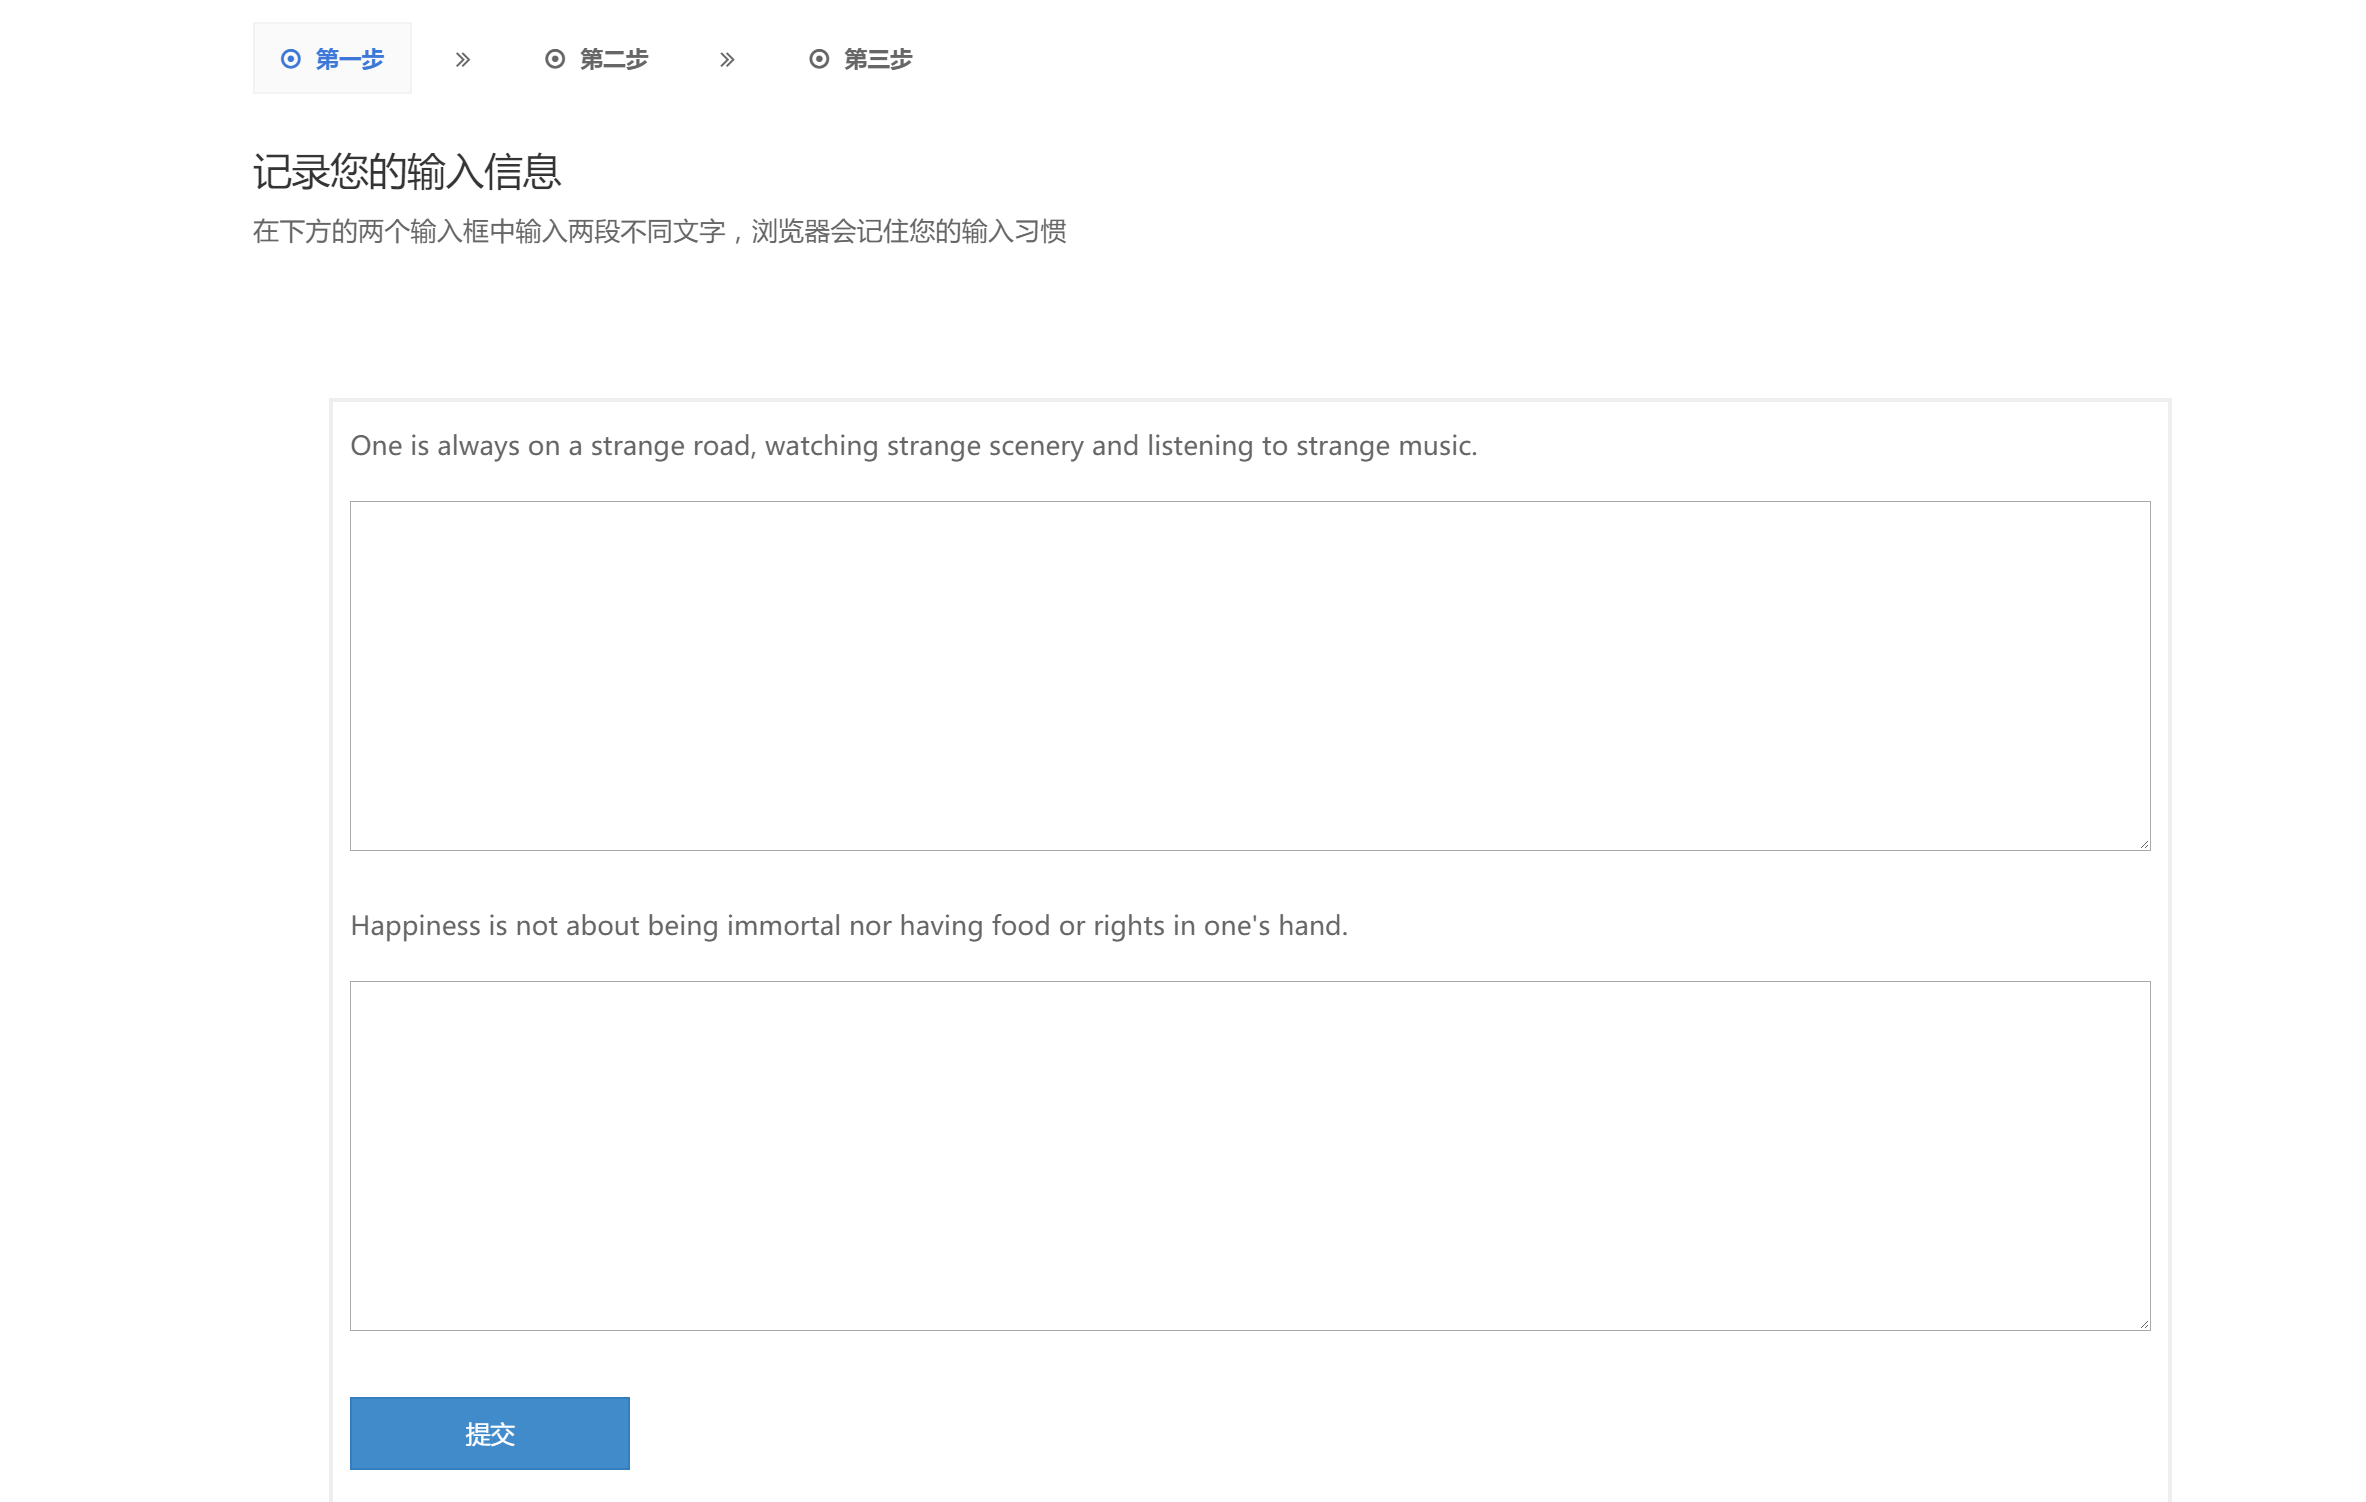 第一步 » 第二步 » 第三步
记录您的输入信息
在下方的两个输入框中输入两段不同文字，浏览器会记住您的输入习惯
One is always on a strange road, watching strange scenery and listening to strange music.
Happiness is not about being immortal nor having food or rights in one's hand.
提交